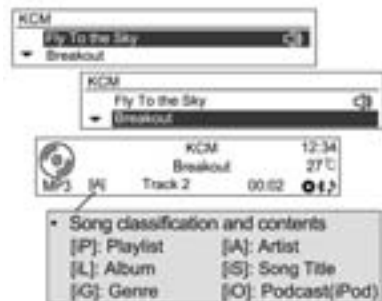 KCM
Fly To the Sky
Breakout
KCM
Fly To the Sky
Breakout
KCM 12:34
Breakout 27℃
MP3 [iA] Track 2 00:02
• Song classification and contents
[iP]: Playlist [iA]: Artist
[iL]: Album [iS]: Song Title
[iG]: Genre [iO]: Podcast(iPod)